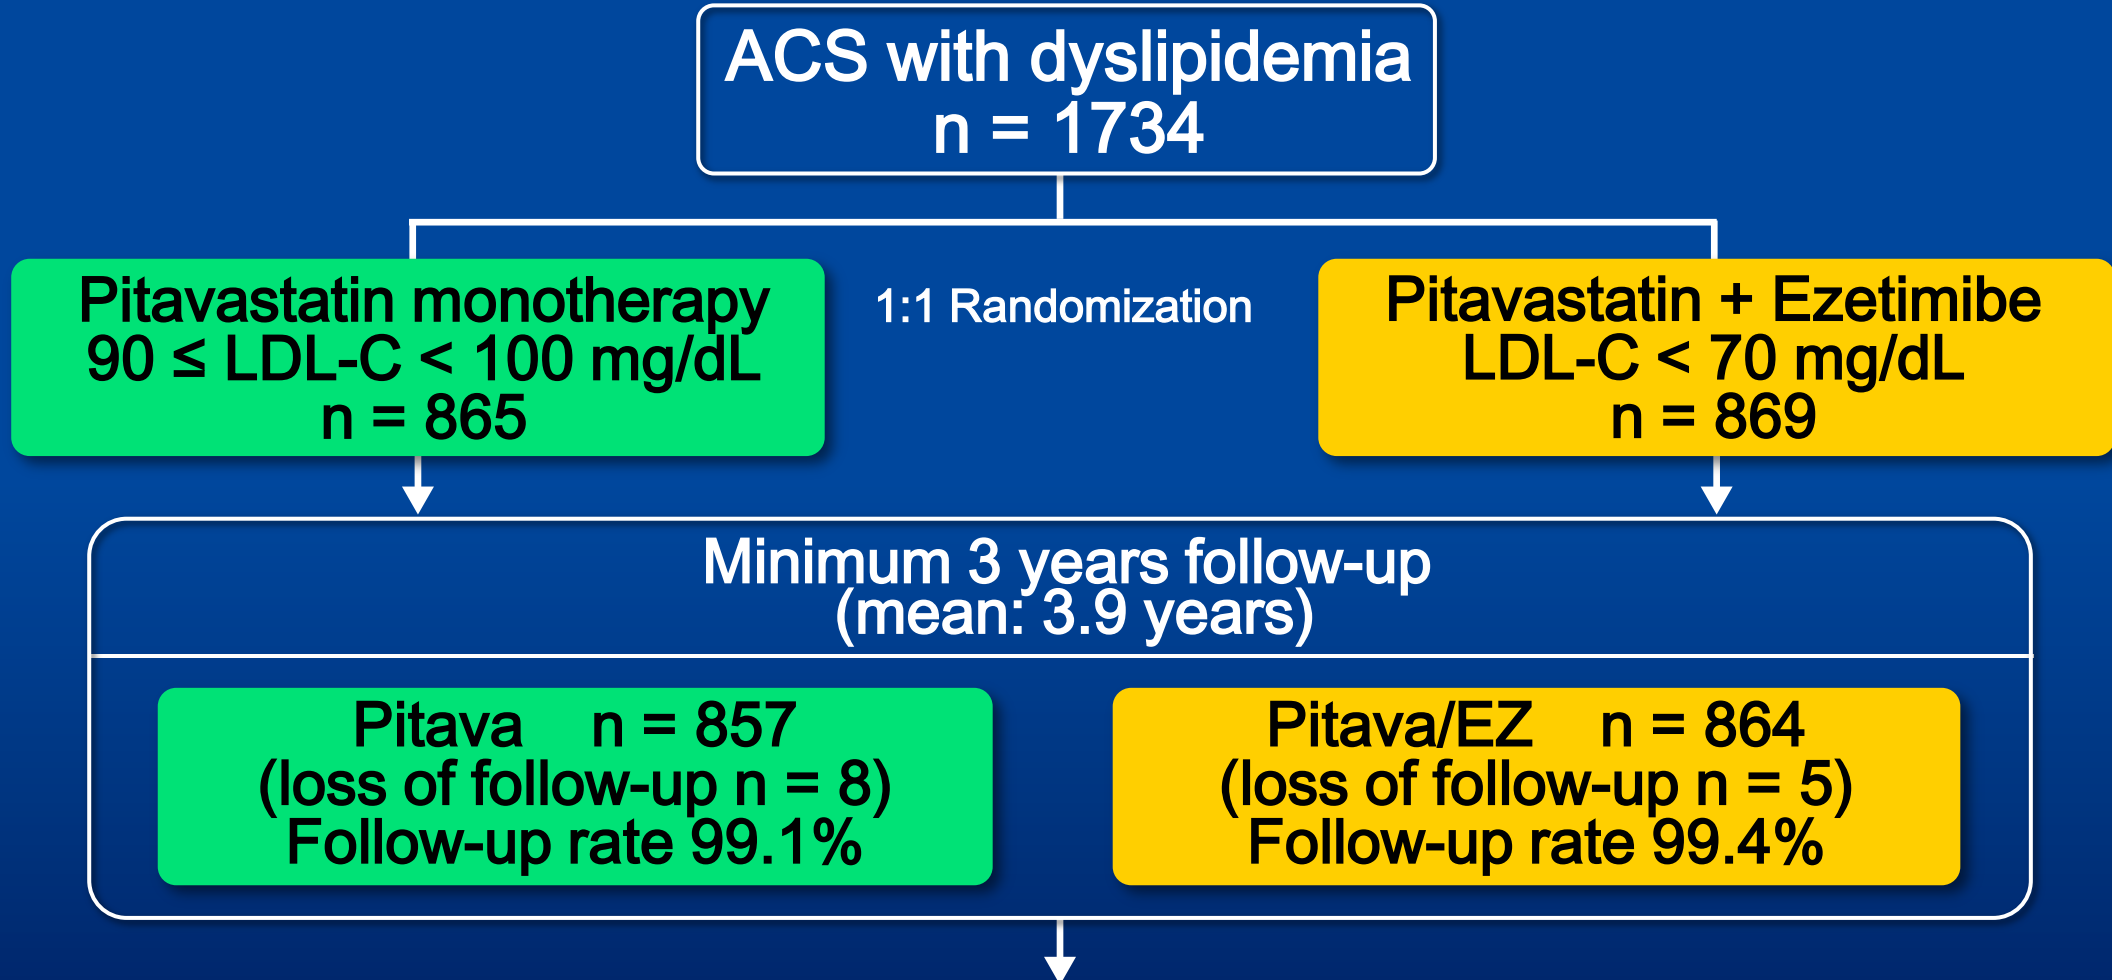 ACS with dyslipidemia
n = 1734
Pitavastatin monotherapy
90 ≤ LDL-C < 100 mg/dL
n = 865
1:1 Randomization
Pitavastatin + Ezetimibe
LDL-C < 70 mg/dL
n = 869
Minimum 3 years follow-up
(mean: 3.9 years)
Pitava n = 857
(loss of follow-up n = 8)
Follow-up rate 99.1%
Pitava/EZ n = 864
(loss of follow-up n = 5)
Follow-up rate 99.4%